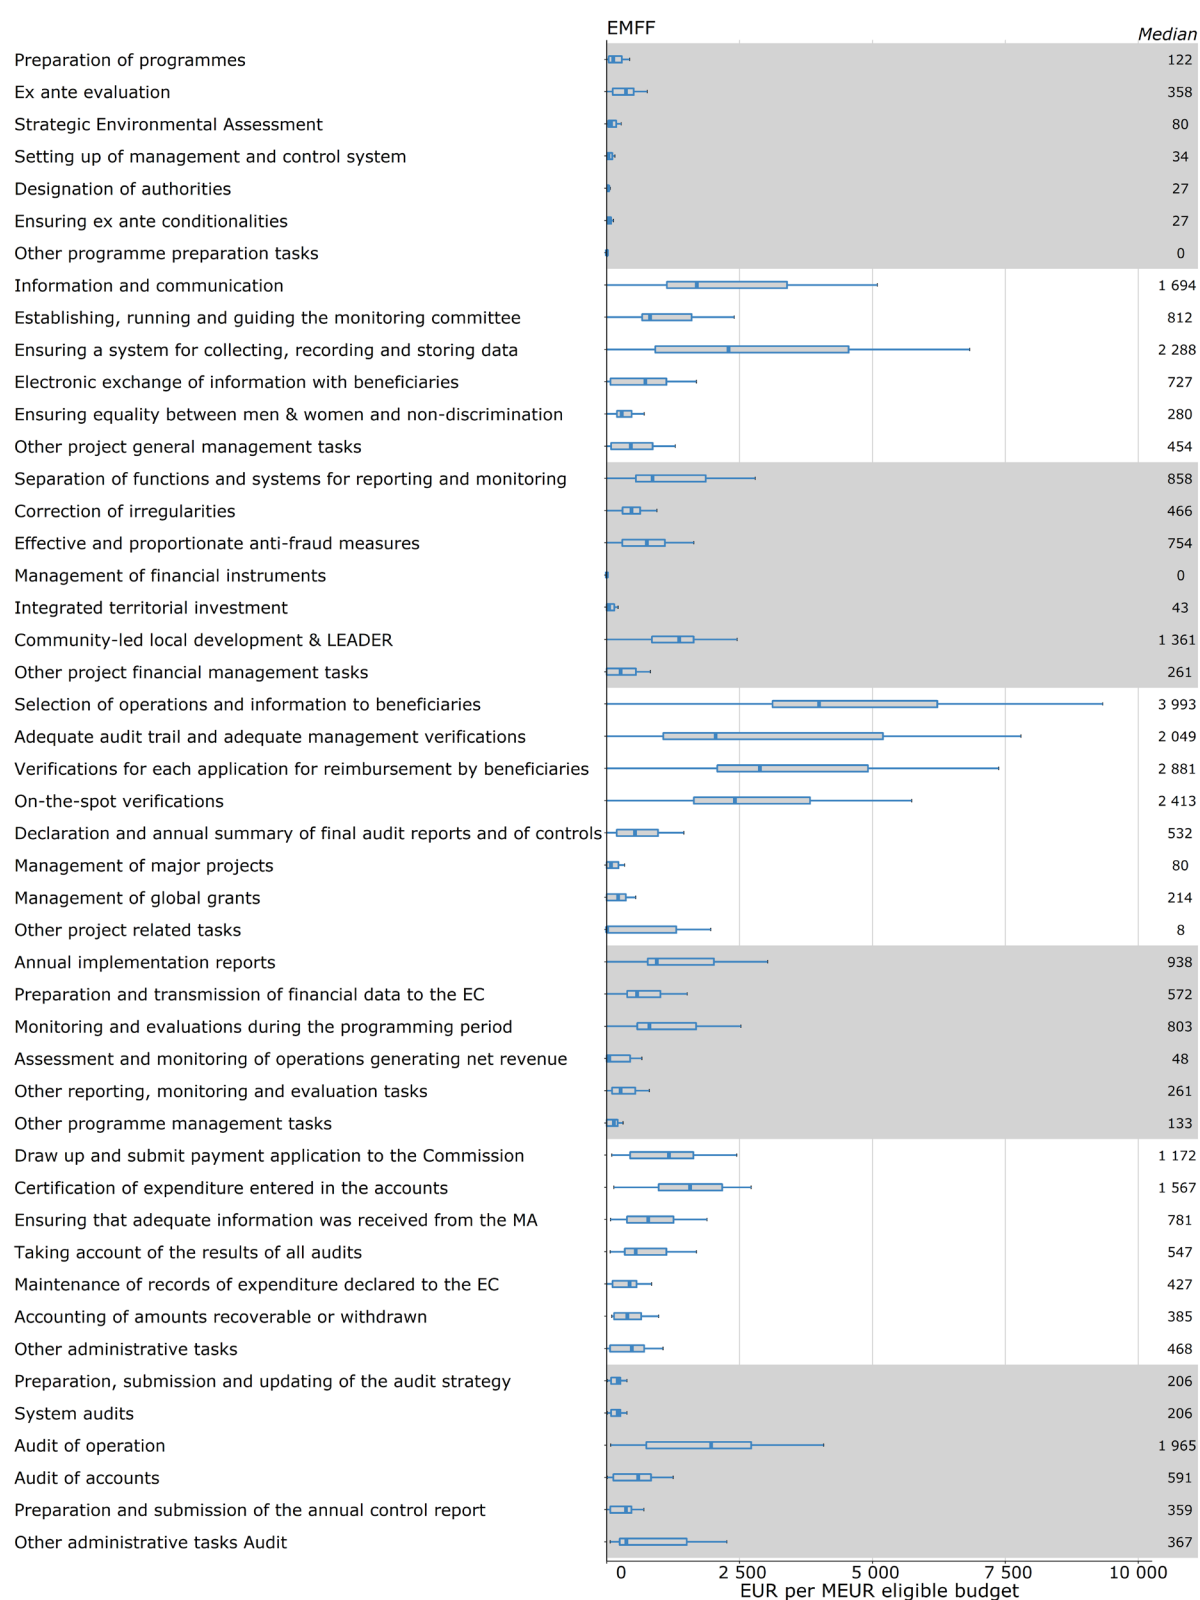 EMFF
Median
Preparation of programmes 122
Ex ante evaluation 358
Strategic Environmental Assessment 80
Setting up of management and control system 34
Designation of authorities 27
Ensuring ex ante conditionalities 27
Other programme preparation tasks 0
Information and communication 1 694
Establishing, running and guiding the monitoring committee 812
Ensuring a system for collecting, recording and storing data 2 288
Electronic exchange of information with beneficiaries 727
Ensuring equality between men & women and non-discrimination 280
Other project general management tasks 454
Separation of functions and systems for reporting and monitoring 858
Correction of irregularities 466
Effective and proportionate anti-fraud measures 754
Management of financial instruments 0
Integrated territorial investment 43
Community-led local development & LEADER 1 361
Other project financial management tasks 261
Selection of operations and information to beneficiaries 3 993
Adequate audit trail and adequate management verifications 2 049
Verifications for each application for reimbursement by beneficiaries 2 881
On-the-spot verifications 2 413
Declaration and annual summary of final audit reports and of controls 532
Management of major projects 80
Management of global grants 214
Other project related tasks 8
Annual implementation reports 938
Preparation and transmission of financial data to the EC 572
Monitoring and evaluations during the programming period 803
Assessment and monitoring of operations generating net revenue 48
Other reporting, monitoring and evaluation tasks 261
Other programme management tasks 133
Draw up and submit payment application to the Commission 1 172
Certification of expenditure entered in the accounts 1 567
Ensuring that adequate information was received from the MA 781
Taking account of the results of all audits 547
Maintenance of records of expenditure declared to the EC 427
Accounting of amounts recoverable or withdrawn 385
Other administrative tasks 468
Preparation, submission and updating of the audit strategy 206
System audits 206
Audit of operation 1 965
Audit of accounts 591
Preparation and submission of the annual control report 359
Other administrative tasks Audit 367
0 2 500 5 000 7 500 10 000
EUR per MEUR eligible budget